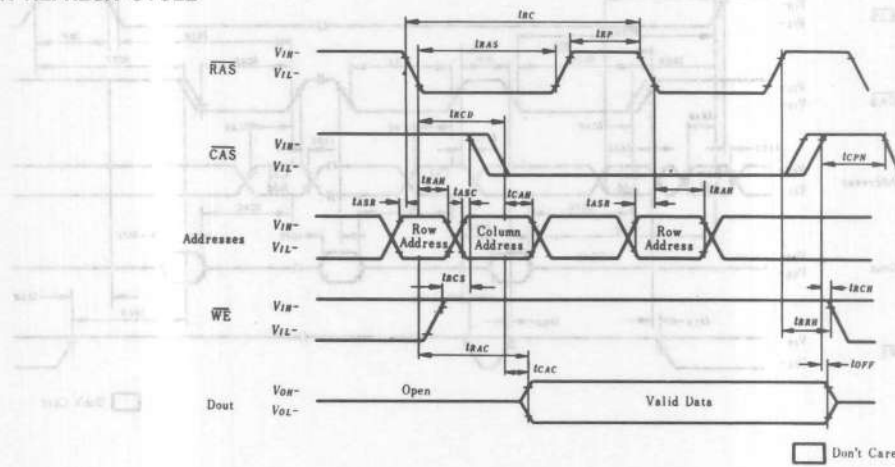 tRC
tRAS
tRP
RAS
VIH-
VIL-
tRCD
CAS
VIH-
VIL-
tCPN
tRAH
tASC
tCAH
tRAH
tASR
tASR
Addresses
VIH-
VIL-
Row
Address
Column
Address
Row
Address
tRCS
WE
VIH-
VIL-
tRCH
tRRH
tRAC
tCAC
tOFF
Dout
VOH-
VOL-
Open
Valid Data
Don't Care